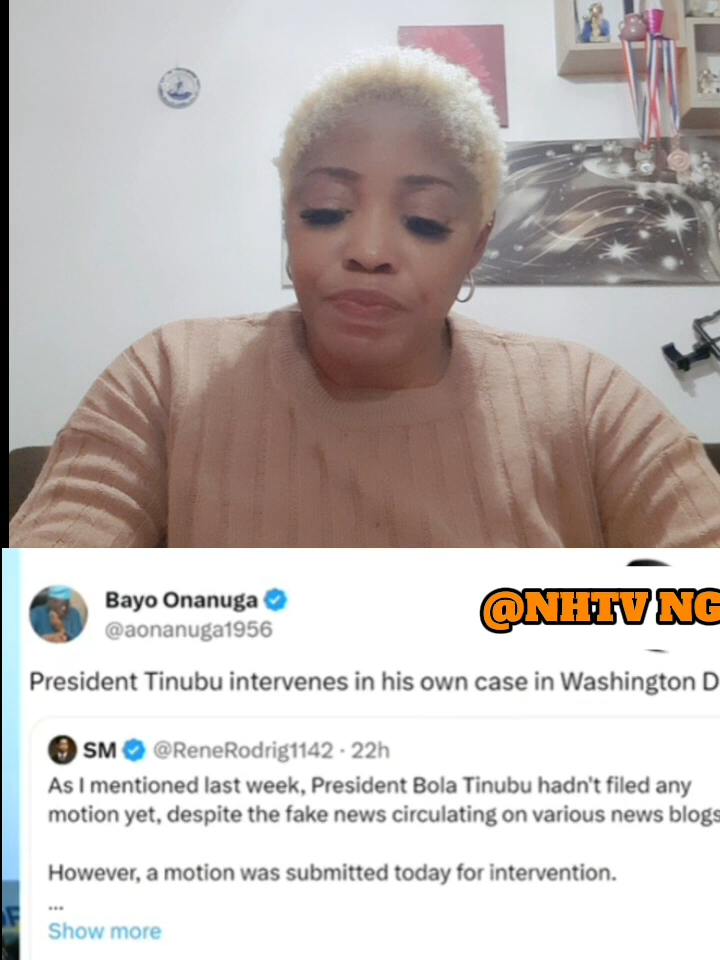 Bayo Onanuga
@aonanuga1956
@NHTV NG
President Tinubu intervenes in his own case in Washington D
SM @ReneRodrig1142 · 22h
As I mentioned last week, President Bola Tinubu hadn't filed any
motion yet, despite the fake news circulating on various news blogs
However, a motion was submitted today for intervention.
...
Show more